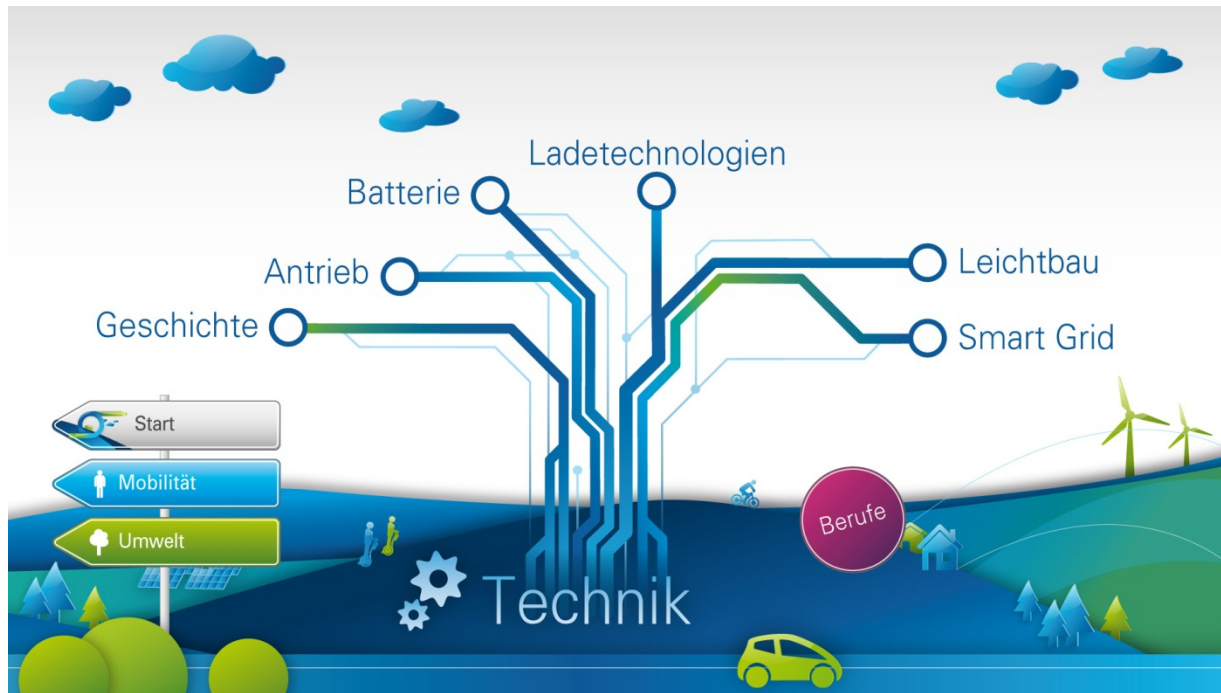 Ladetechnologien
Batterie
Antrieb
Leichtbau
Geschichte
Smart Grid
Start
Mobilität
Umwelt
Berufe
Technik